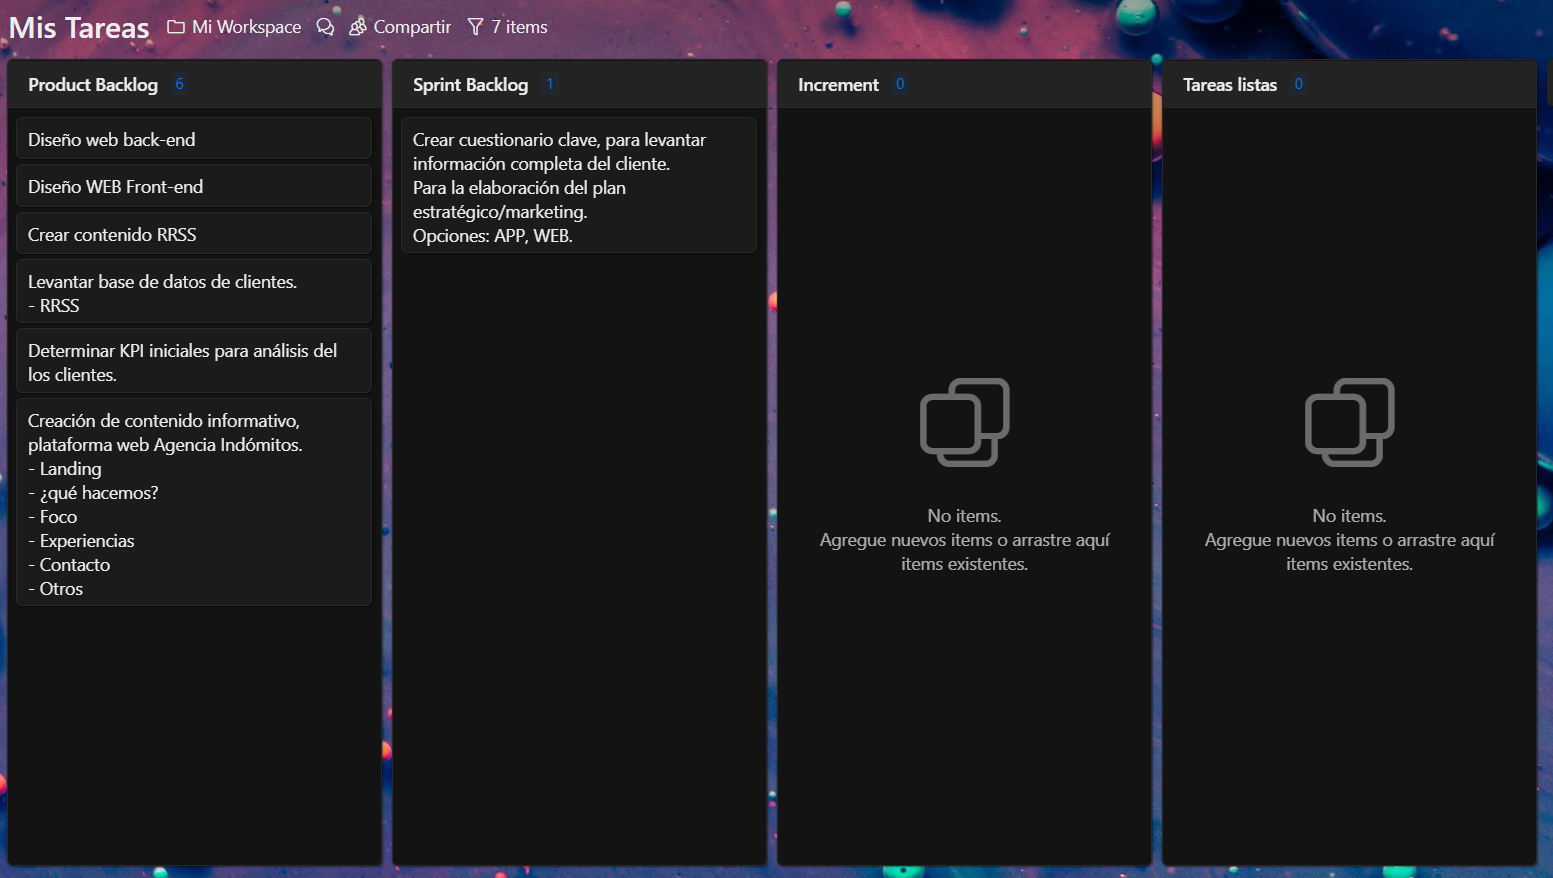 Mis Tareas Mi Workspace Compartir 7 items
Product Backlog 6
Diseño web back-end
Diseño WEB Front-end
Crear contenido RRSS
Levantar base de datos de clientes.
- RRSS
Determinar KPI iniciales para análisis del
los clientes.
Creación de contenido informativo,
plataforma web Agencia Indómitos.
- Landing
- ¿qué hacemos?
- Foco
- Experiencias
- Contacto
- Otros
Sprint Backlog 1
Crear cuestionario clave, para levantar
información completa del cliente.
Para la elaboración del plan
estratégico/marketing.
Opciones: APP, WEB.
Increment 0
No items.
Agregue nuevos items o arrastre aquí
items existentes.
Tareas listas 0
No items.
Agregue nuevos items o arrastre aquí
items existentes.